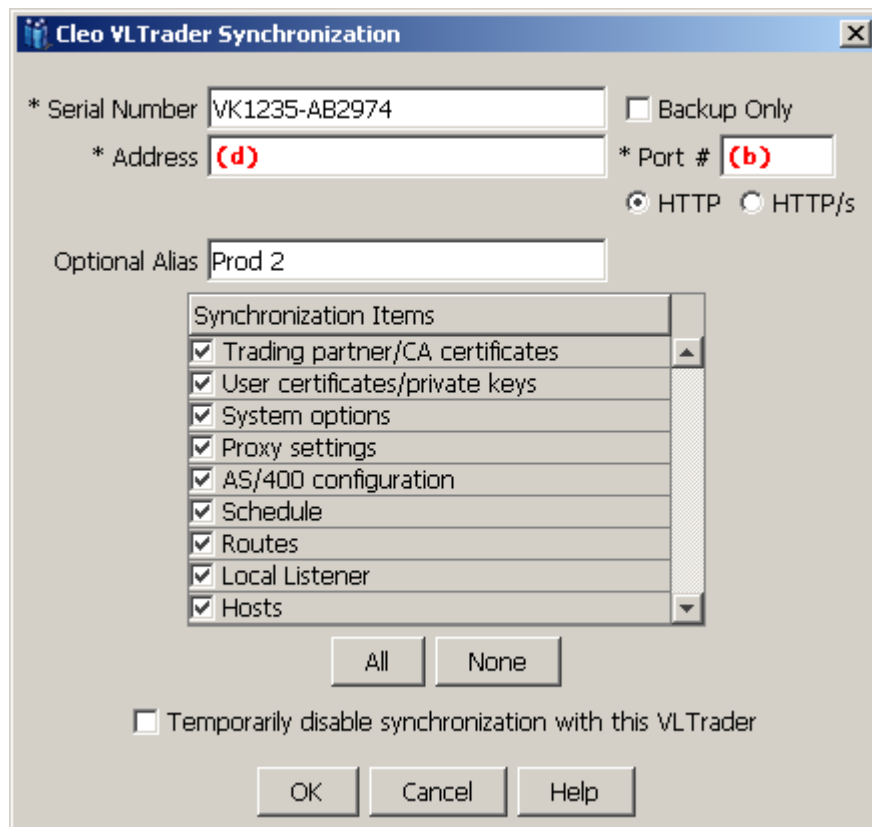 Cleo VLTrader Synchronization
* Serial Number VK1235-AB2974 Backup Only
* Address (d) * Port # (b)
HTTP HTTP/s
Optional Alias Prod 2
Synchronization Items
Trading partner/CA certificates
User certificates/private keys
System options
Proxy settings
AS/400 configuration
Schedule
Routes
Local Listener
Hosts
All None
Temporarily disable synchronization with this VLTrader
OK Cancel Help